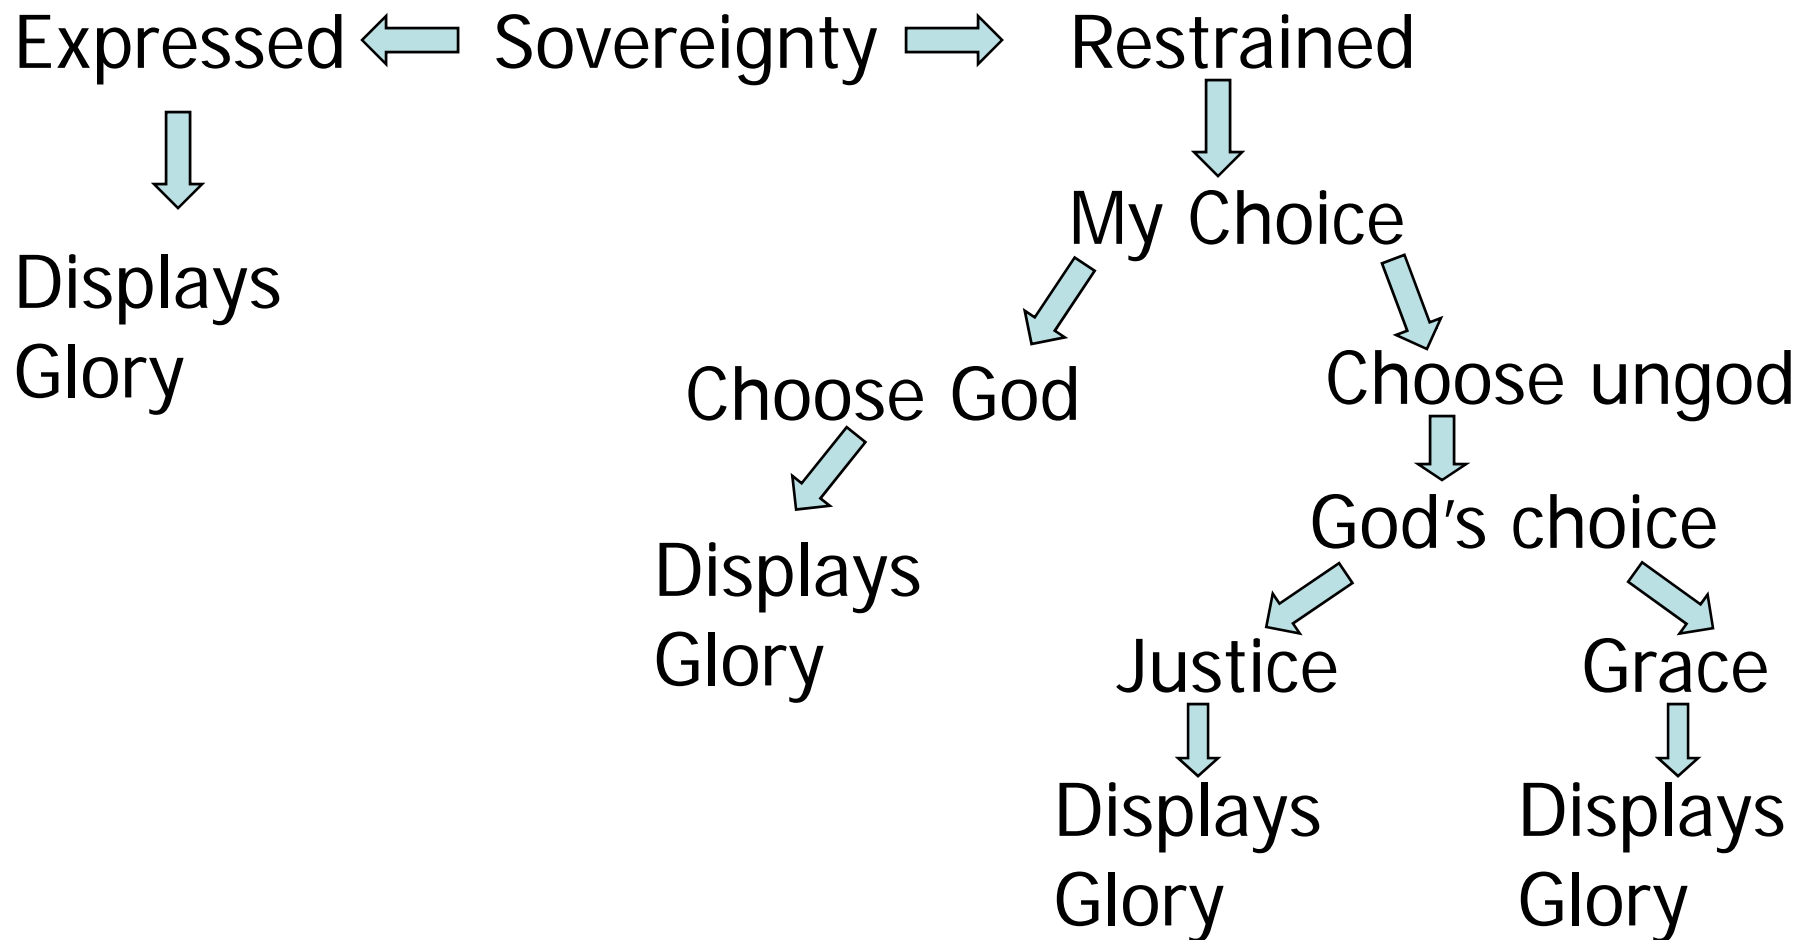 Expressed Sovereignty Restrained
My Choice
Displays
Glory
Choose God
Choose ungod
God's choice
Displays
Glory
Justice
Grace
Displays
Glory
Displays
Glory